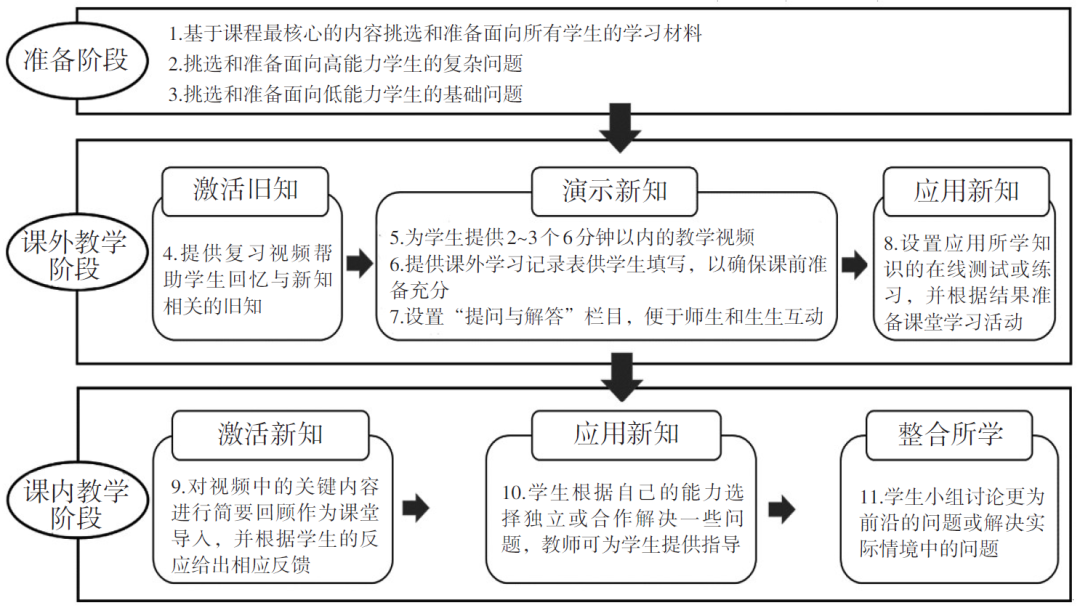 准备阶段
1.基于课程最核心的内容挑选和准备面向所有学生的学习材料
2.挑选和准备面向高能力学生的复杂问题
3.挑选和准备面向低能力学生的基础问题
课外教学
阶段
激活旧知
4.提供复习视频帮
助学生回忆与新知
相关的旧知
演示新知
5.为学生提供2~3个6分钟以内的教学视频
6.提供课外学习记录表供学生填写，以确保课前准
备充分
7.设置“提问与解答”栏目，便于师生和生生互动
应用新知
8.设置应用所学知
识的在线测试或练
习，并根据结果准
备课堂学习活动
课内教学
阶段
激活新知
9.对视频中的关键内容
进行简要回顾作为课堂
导入，并根据学生的反
应给出相应反馈
应用新知
10.学生根据自己的能力选
择独立或合作解决一些问
题，教师可为学生提供指导
整合所学
11.学生小组讨论更为
前沿的问题或解决实
际情境中的问题